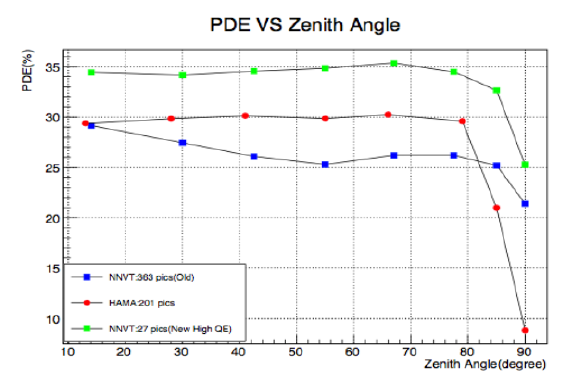 PDE VS Zenith Angle
PDE(%)
35
30
25
20
15
10
NNVT:363 pics(Old)
HAMA:201 pics
NNVT:27 pics(New High QE)
10 20 30 40 50 60 70 80 90
Zenith Angle(degree)